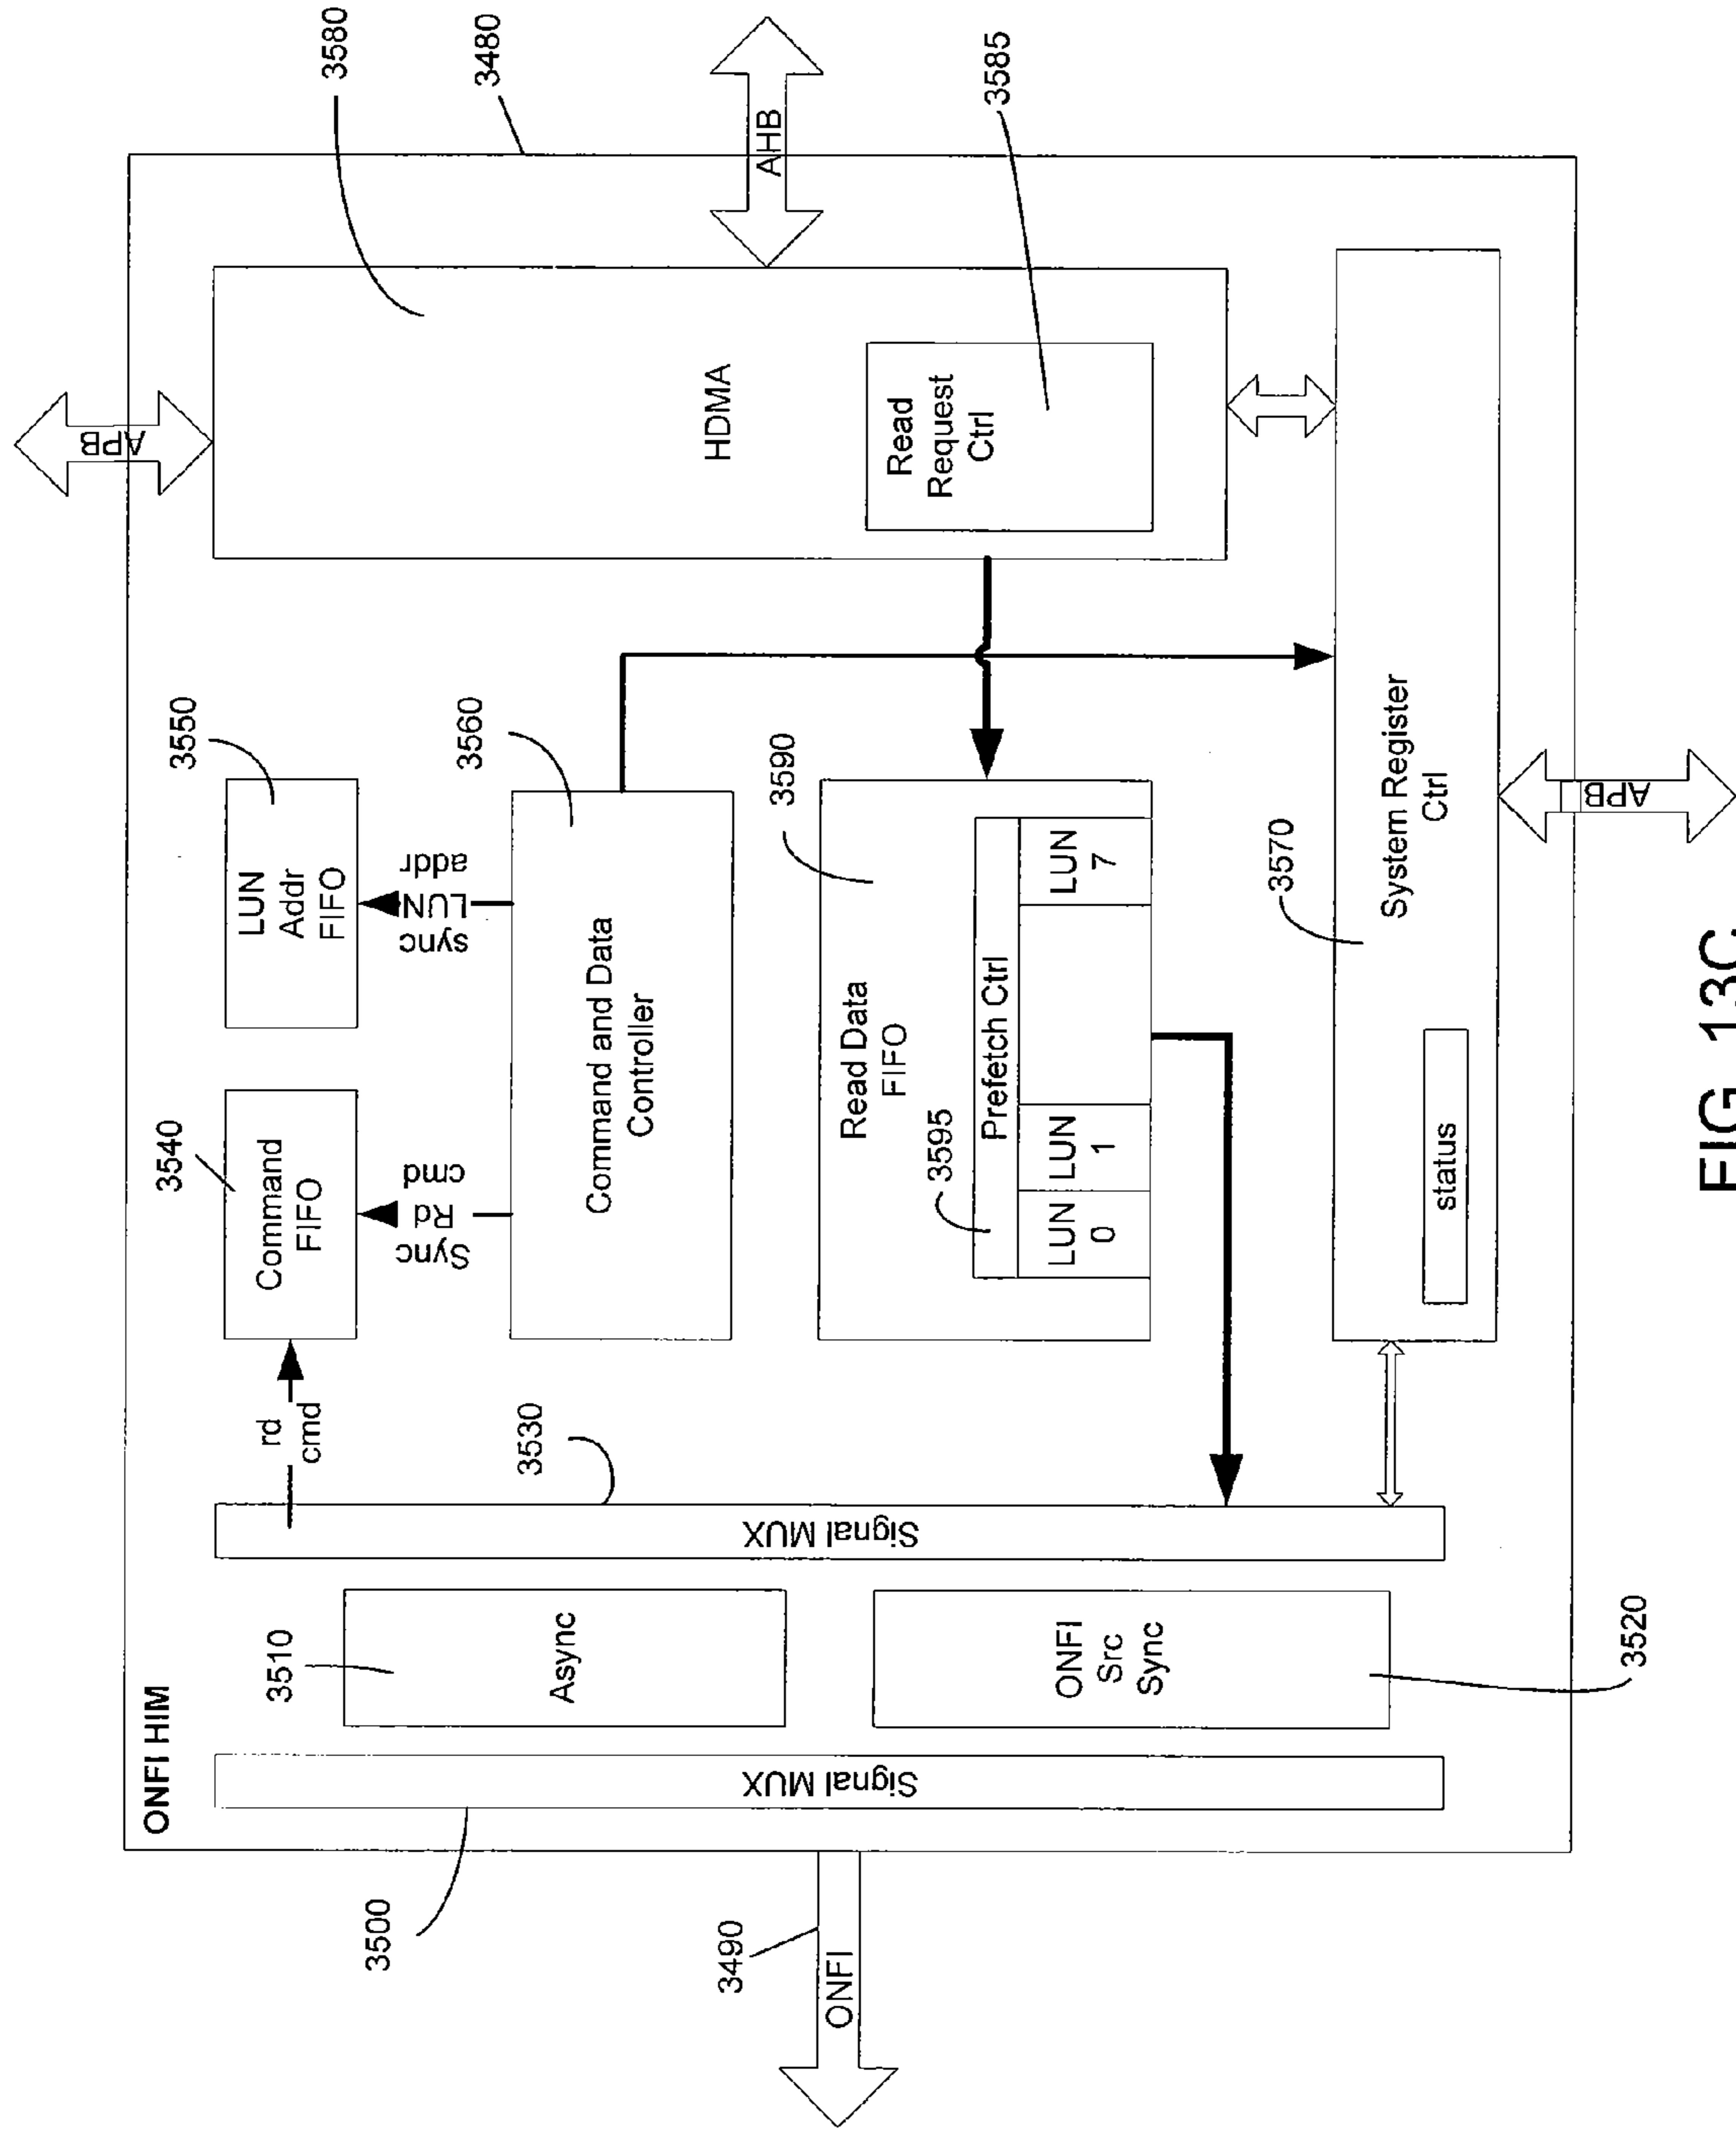 ONFI HIM
3490
ONFI
3500
Signal MUX
3510
Async
ONFI
Src
Sync
3520
3530
Signal MUX
rd
cmd
3540
Command
FIFO
3550
LUN
Addr
FIFO
Sync
Rd
cmd
sync
LUN
addr
3560
Command and Data
Controller
3590
Read Data
FIFO
3595
Prefetch Ctrl
LUN
0
LUN
1
LUN
7
3570
System Register
Ctrl
status
APB
APB
HDMA
3580
3480
AHB
Read
Request
Ctrl
3585
FIG. 13C